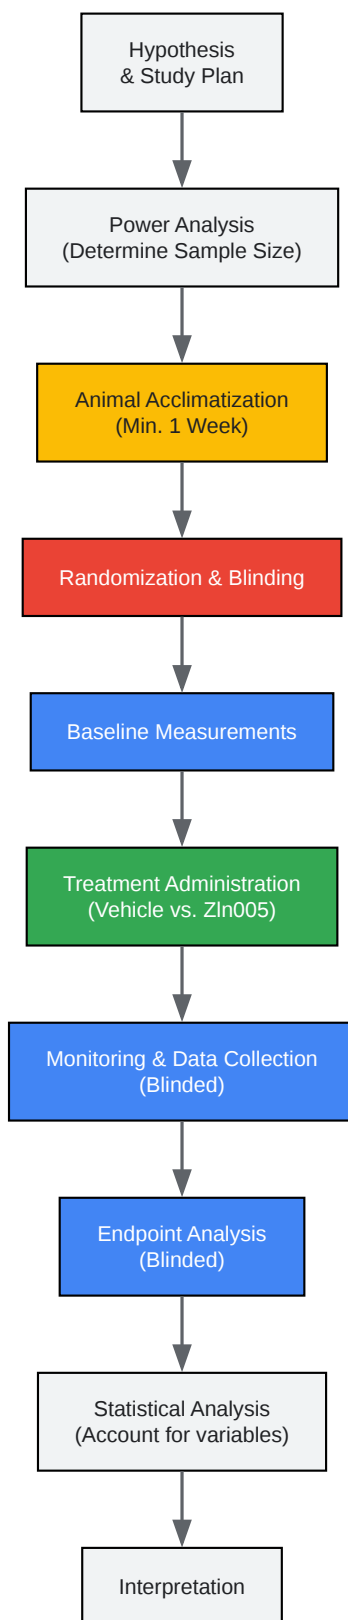 Hypothesis
& Study Plan
Power Analysis
(Determine Sample Size)
Animal Acclimatization
(Min. 1 Week)
Randomization & Blinding
Baseline Measurements
Treatment Administration
(Vehicle vs. Zln005)
Monitoring & Data Collection
(Blinded)
Endpoint Analysis
(Blinded)
Statistical Analysis
(Account for variables)
Interpretation